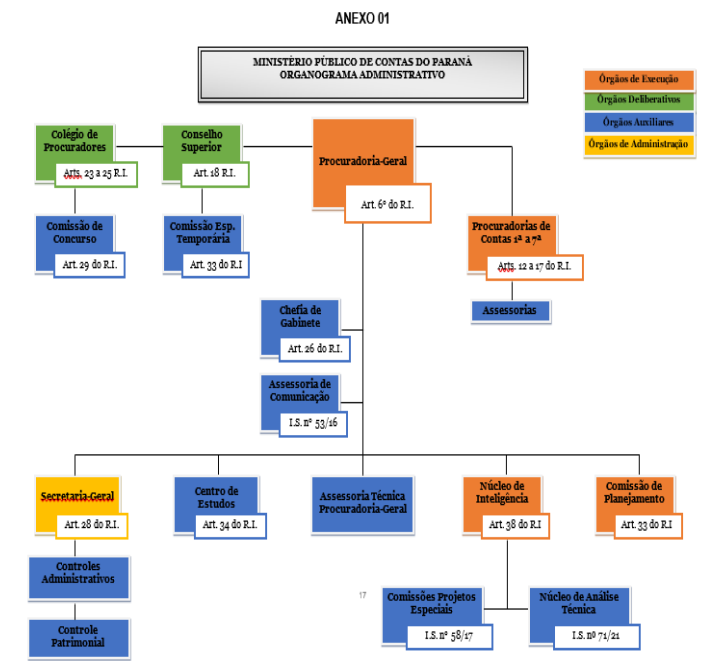 ANEXO 01
MINISTÉRIO PÚBLICO DE CONTAS DO PARANÁ
ORGANOGRAMA ADMINISTRATIVO
Órgãos de Execução
Órgãos Deliberativos
Órgãos Auxiliares
Órgãos de Administração
Colégio de
Procuradores
Arts. 23 a 25 R.I.
Conselho
Superior
Art. 18 R.I.
Procuradoria-Geral
Art. 6º do R.I.
Comissão de
Concurso
Art. 29 do R.I.
Comissão Esp.
Temporária
Art. 33 do R.I
Procuradorias de
Contas 1ª a 7ª
Arts. 12 a 17 do R.I.
Assessorias
Chefia de
Gabinete
Art. 26 do R.I.
Assessoria de
Comunicação
I.S. nº 53/16
Secretaria-Geral
Art. 28 do R.I.
Centro de
Estudos
Art. 34 do R.I.
Assessoria Técnica
Procuradoria-Geral
Núcleo de
Inteligência
Art. 38 do R.I
Comissão de
Planejamento
Art. 33 do R.I
Controles
Administrativos
Controle
Patrimonial
17
Comissões Projetos
Especiais
I.S. nº 58/17
Núcleo de Análise
Técnica
I.S. nº 71/21